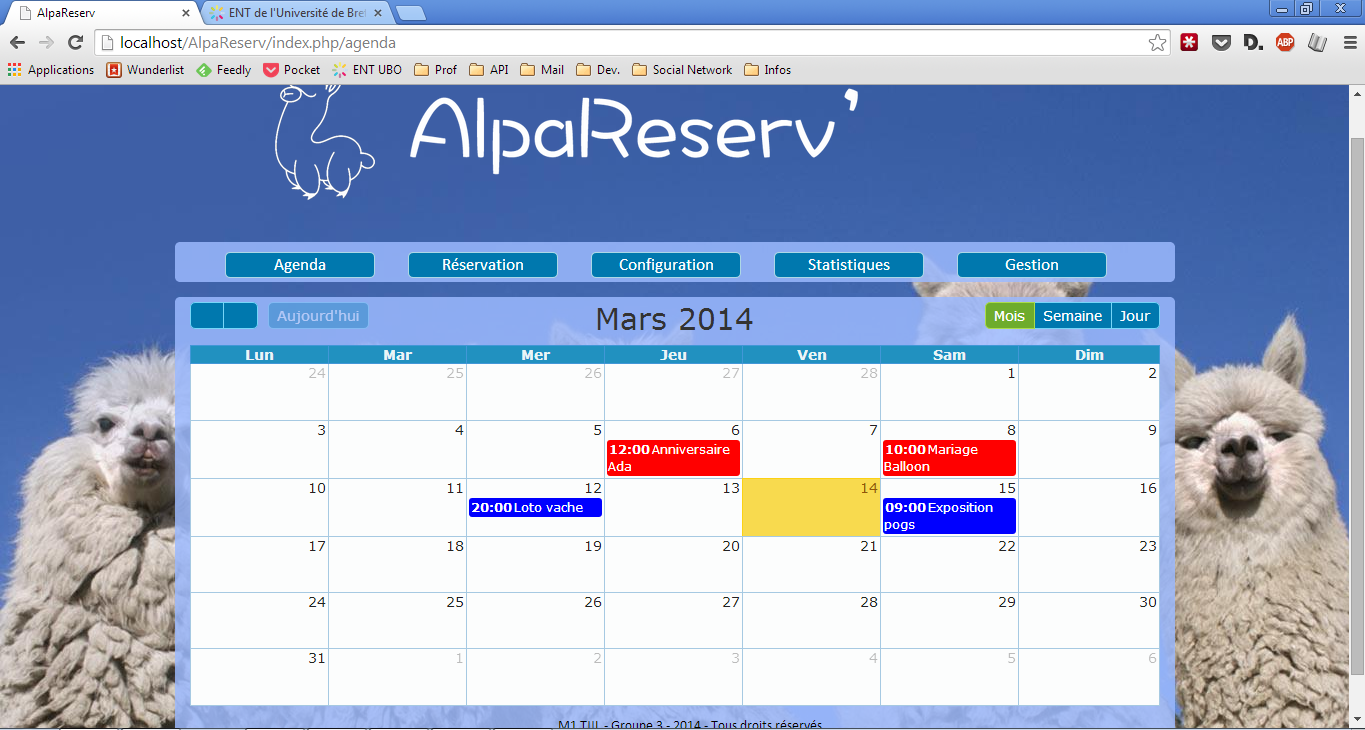 AlpaReserv
ENT de l'Université de Bre
localhost/AlpaReserv/index.php/agenda
Applications Wunderlist Feedly Pocket ENT UBO Prof API Mail Dev. Social Network Infos
AlpaReserv'
Agenda Réservation Configuration Statistiques Gestion
Aujourd'hui Mars 2014 Mois Semaine Jour
Lun Mar Mer Jeu Ven Sam Dim
24 25 26 27 28 1 2
3 4 5 6 7 8 9
12:00 Anniversaire
Ada
10:00 Mariage
Balloon
10 11 12 13 14 15 16
20:00 Loto vache
09:00 Exposition
pogs
17 18 19 20 21 22 23
24 25 26 27 28 29 30
31 1 2 3 4 5 6
- Groupe 3 - 2014 - Tous droits réservés